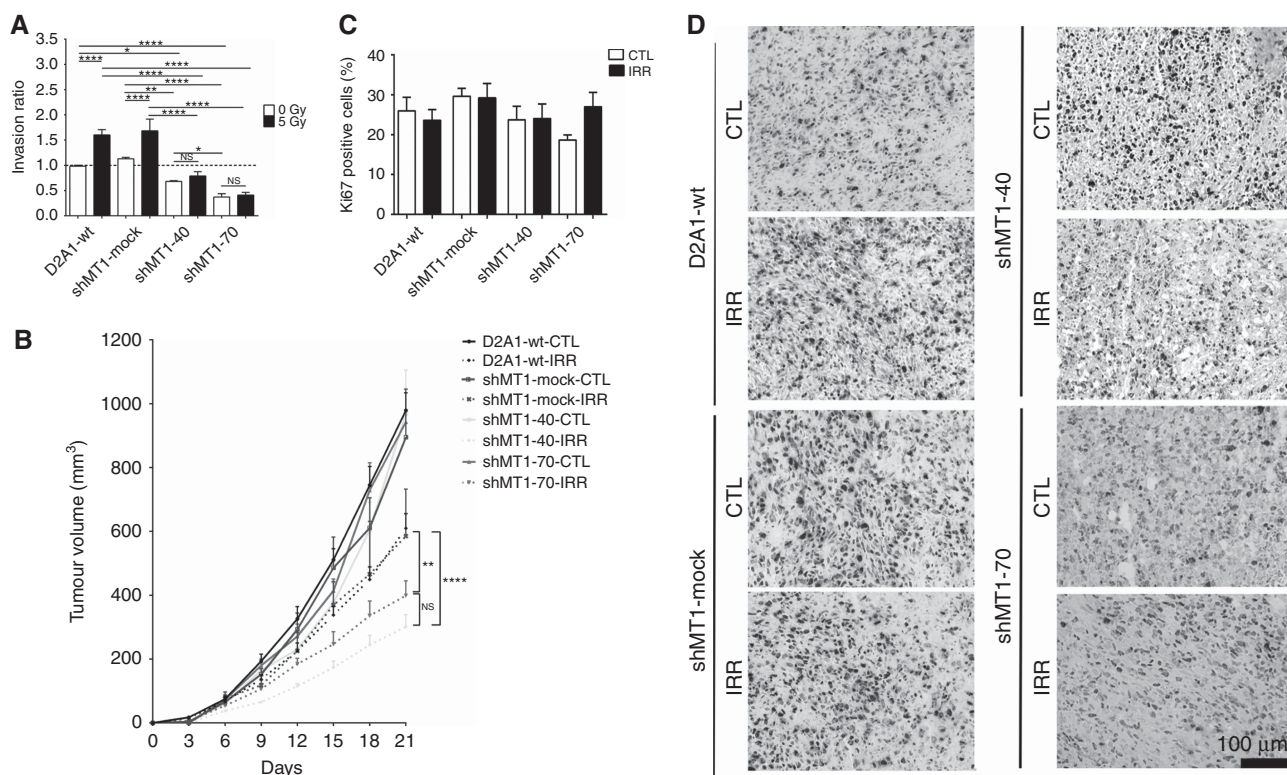 A
3.5
3.0
2.5
2.0
1.5
1.0
0.5
0.0
Invasion ratio
****
*
****
****
****
****
**
****
****
****
*
NS
NS
0 Gy
5 Gy
D2A1-wt
shMT1-mock
shMT1-40
shMT1-70
C
40
30
20
10
0
Ki67 positive cells (%)
CTL
IRR
D2A1-wt
shMT1-mock
shMT1-40
shMT1-70
B
1200
1000
800
600
400
200
0
Tumour volume (mm3)
0 3 6 9 12 15 18 21
Days
D2A1-wt-CTL
D2A1-wt-IRR
shMT1-mock-CTL
shMT1-mock-IRR
shMT1-40-CTL
shMT1-40-IRR
shMT1-70-CTL
shMT1-70-IRR
**
****
NS
D
D2A1-wt
CTL
IRR
shMT1-mock
CTL
IRR
shMT1-40
CTL
IRR
shMT1-70
CTL
IRR
100 μm